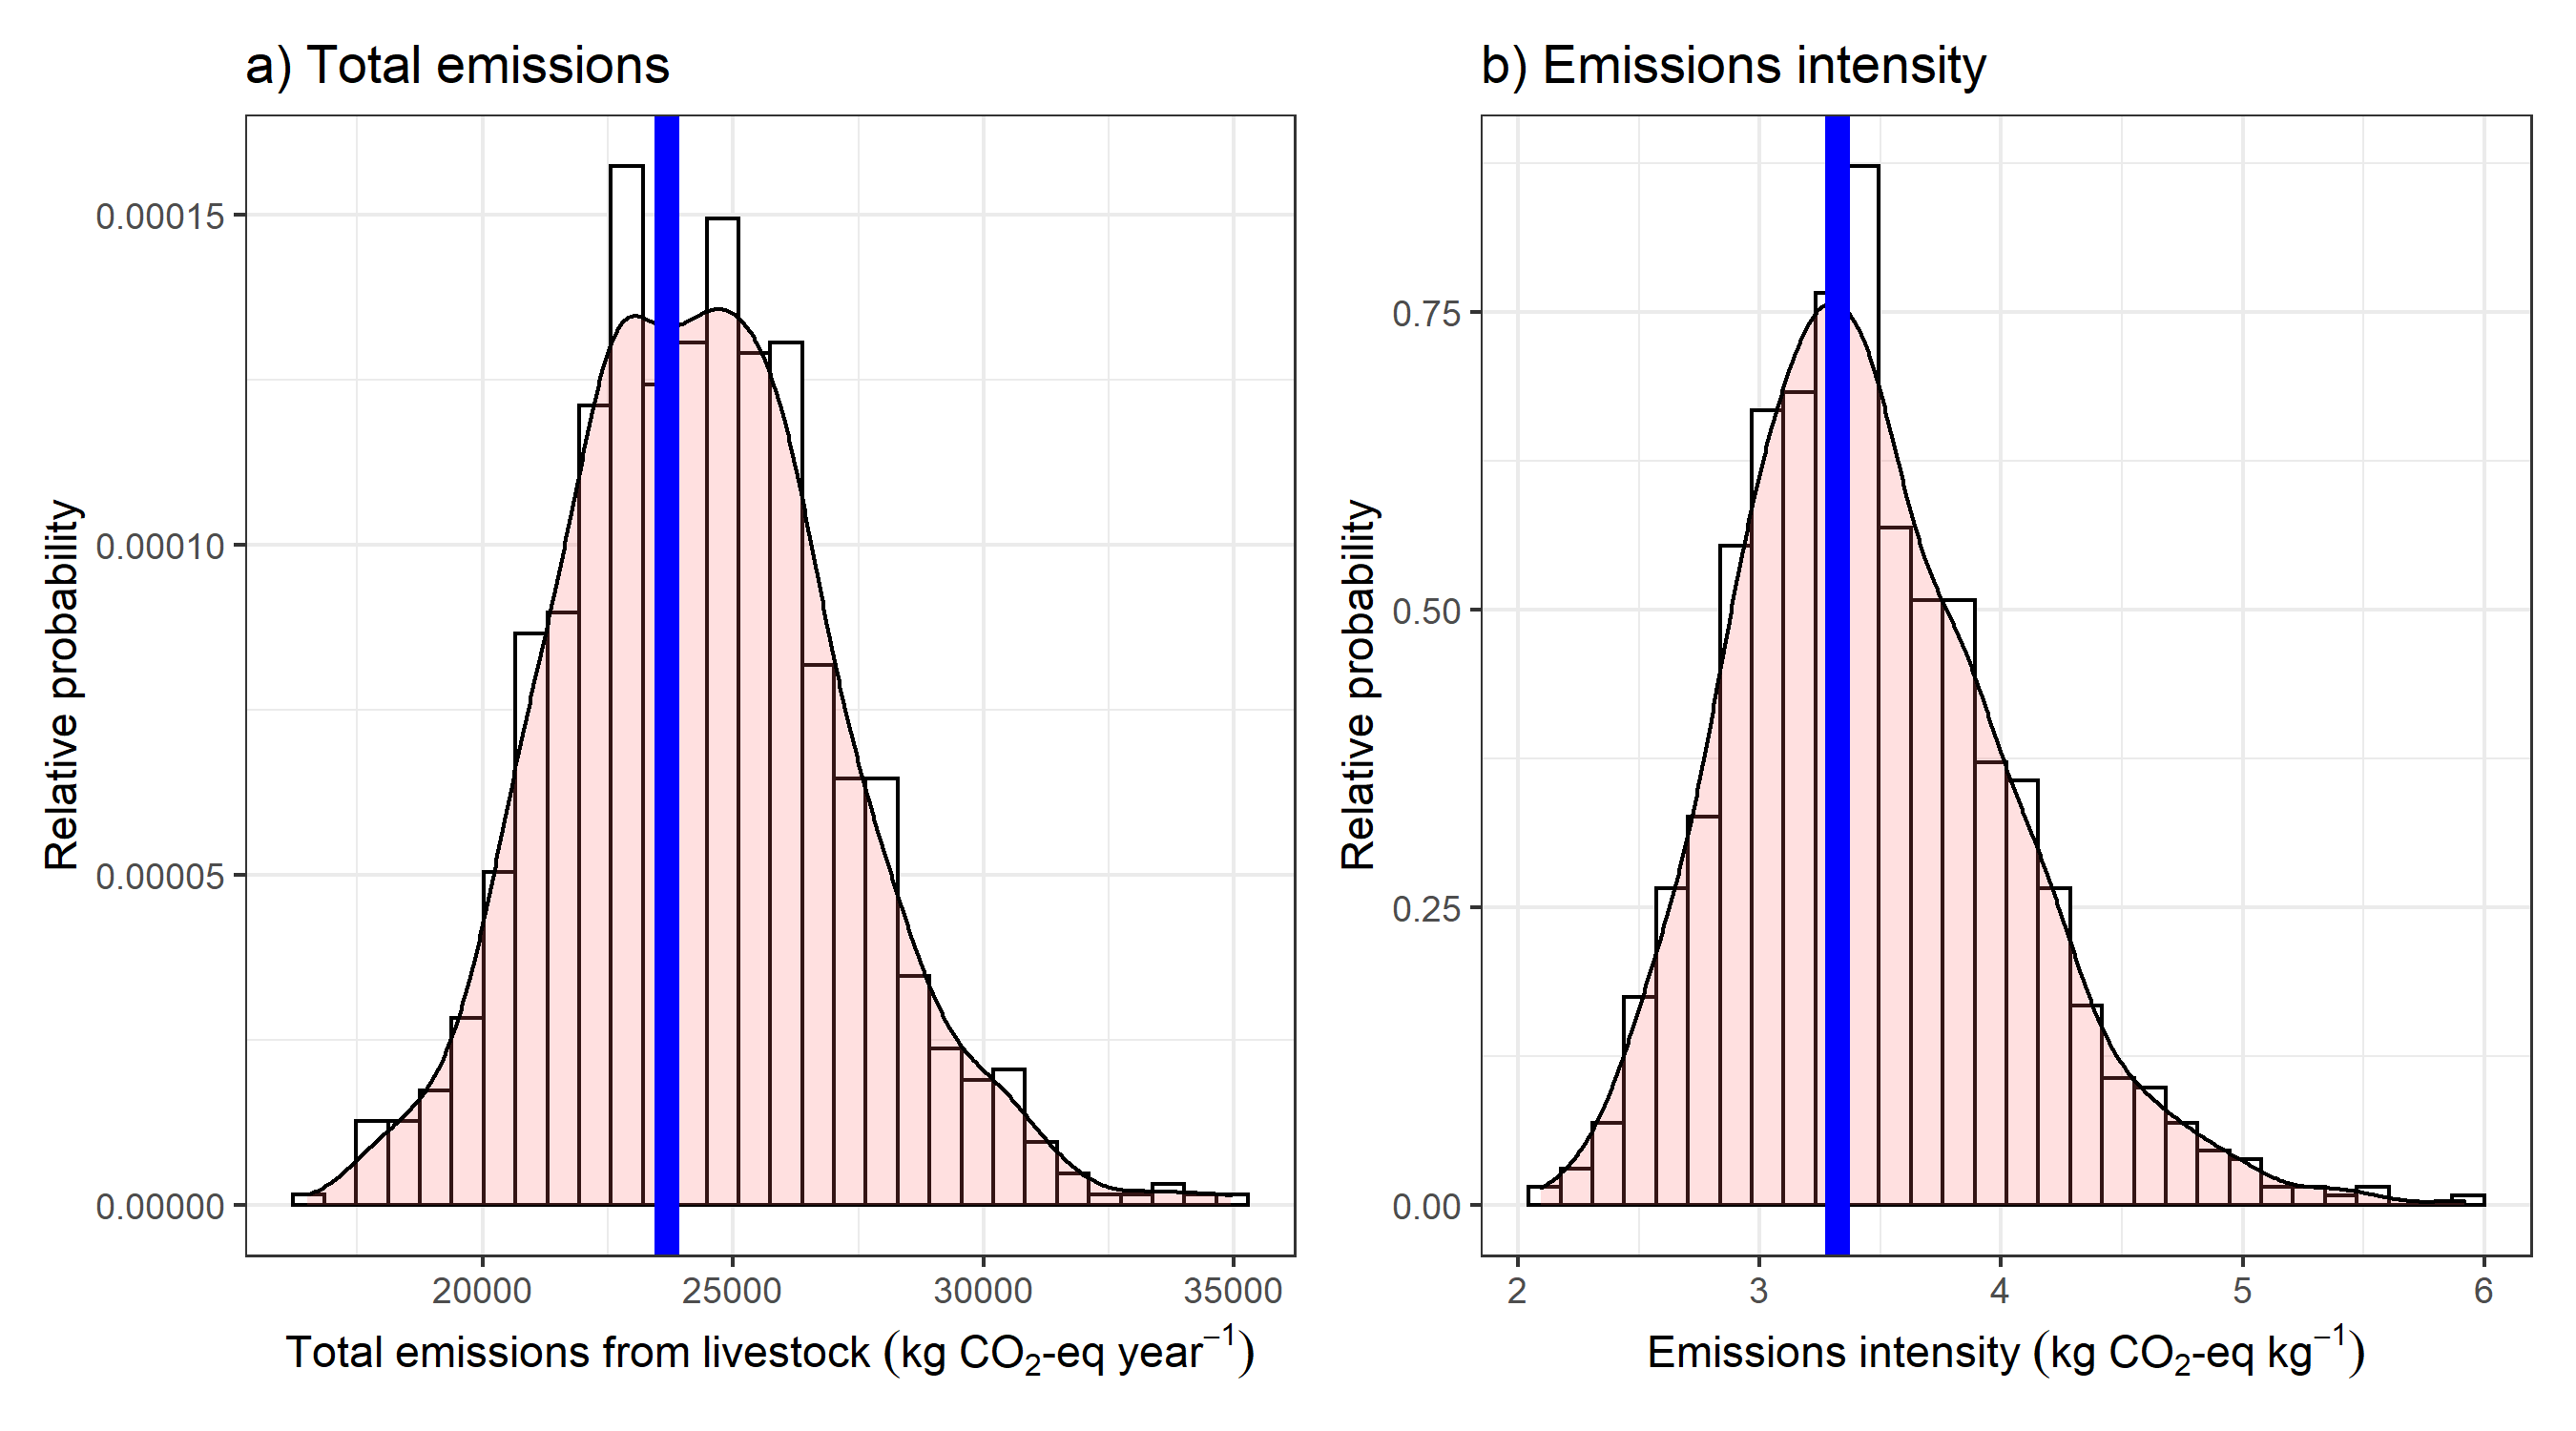 a) Total emissions
0.00015
0.00010
0.00005
0.00000
Relative probability
20000 25000 30000 35000
Total emissions from livestock (kg CO₂-eq year⁻¹)
b) Emissions intensity
0.75
0.50
0.25
0.00
Relative probability
2 3 4 5 6
Emissions intensity (kg CO₂-eq kg⁻¹)